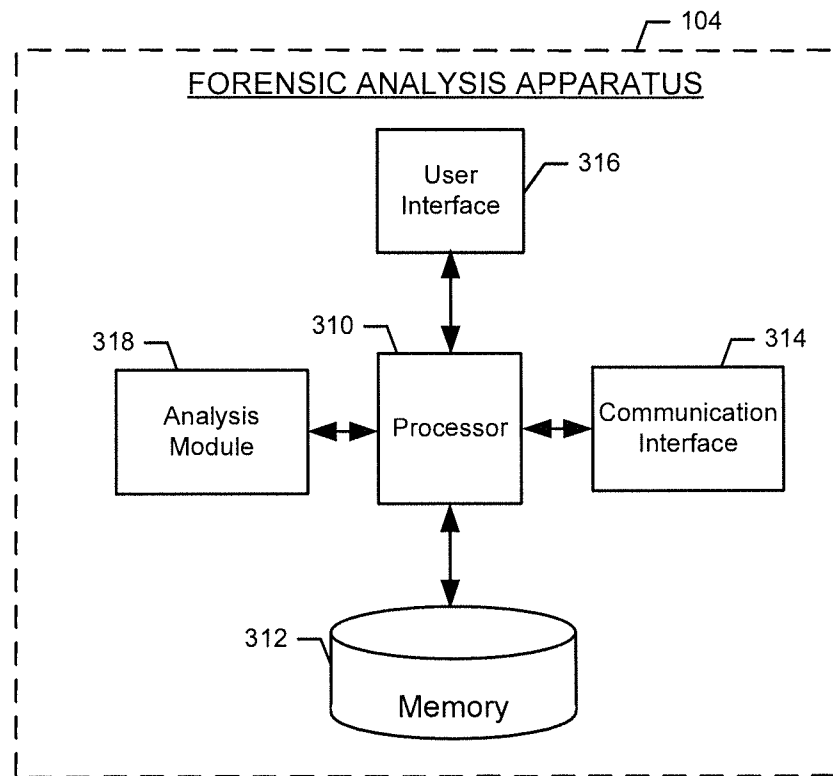 104
FORENSIC ANALYSIS APPARATUS
User
Interface
316
310
318
314
Analysis
Module
Processor
Communication
Interface
312
Memory